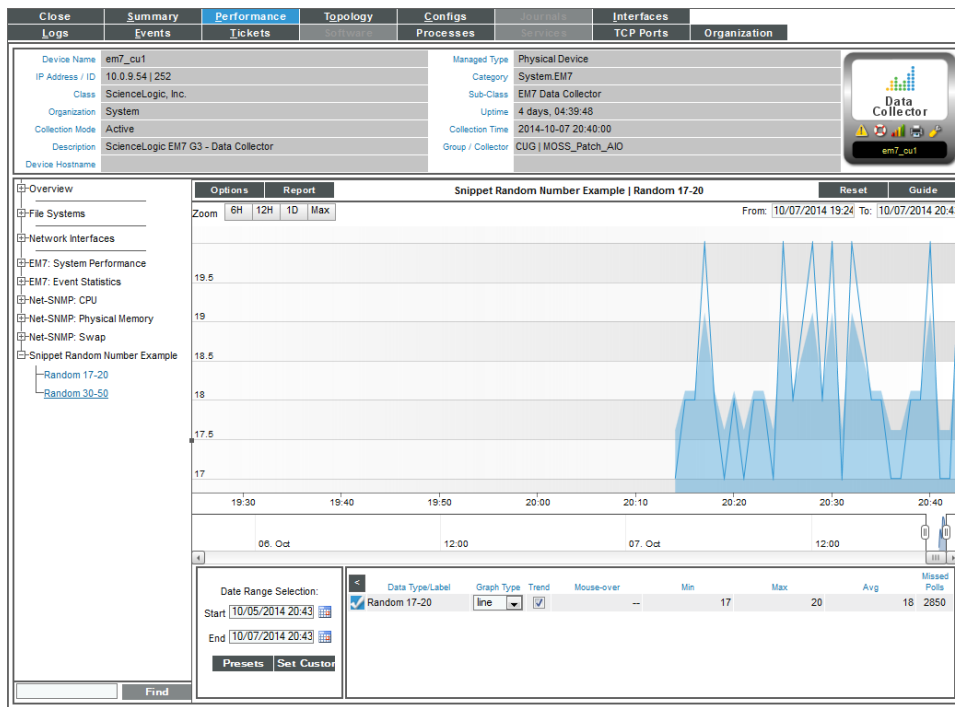 Close Summary Performance Topology Configs Journals Interfaces
Logs Events Tickets Software Processes Services TCP Ports Organization
Device Name em7_cu1 Managed Type Physical Device
IP Address / ID 10.0.9.54 | 252 Category System.EM7
Class ScienceLogic, Inc. Sub-Class EM7 Data Collector
Organization System Uptime 4 days, 04:39:48
Collection Mode Active Collection Time 2014-10-07 20:40:00
Description ScienceLogic EM7 G3 - Data Collector Group / Collector CUG | MOSS_Patch_AIO
Device Hostname
Data
Collector
em7_cu1
Overview
File Systems
Network Interfaces
EM7: System Performance
EM7: Event Statistics
Net-SNMP: CPU
Net-SNMP: Physical Memory
Net-SNMP: Swap
Snippet Random Number Example
Random 17-20
Random 30-50
Find
Options Report Snippet Random Number Example | Random 17-20 Reset Guide
Zoom 6H 12H 1D Max From: 10/07/2014 19:24 To: 10/07/2014 20:43
19.5
19
18.5
18
17.5
17
19:30 19:40 19:50 20:00 20:10 20:20 20:30 20:40
06. Oct 12:00 07. Oct 12:00
Date Range Selection:
Start 10/05/2014 20:43
End 10/07/2014 20:43
Presets Set Custor
< Data Type/Label Graph Type Trend Mouse-over Min Max Avg Missed Polls
Random 17-20 line -- 17 20 18 2850